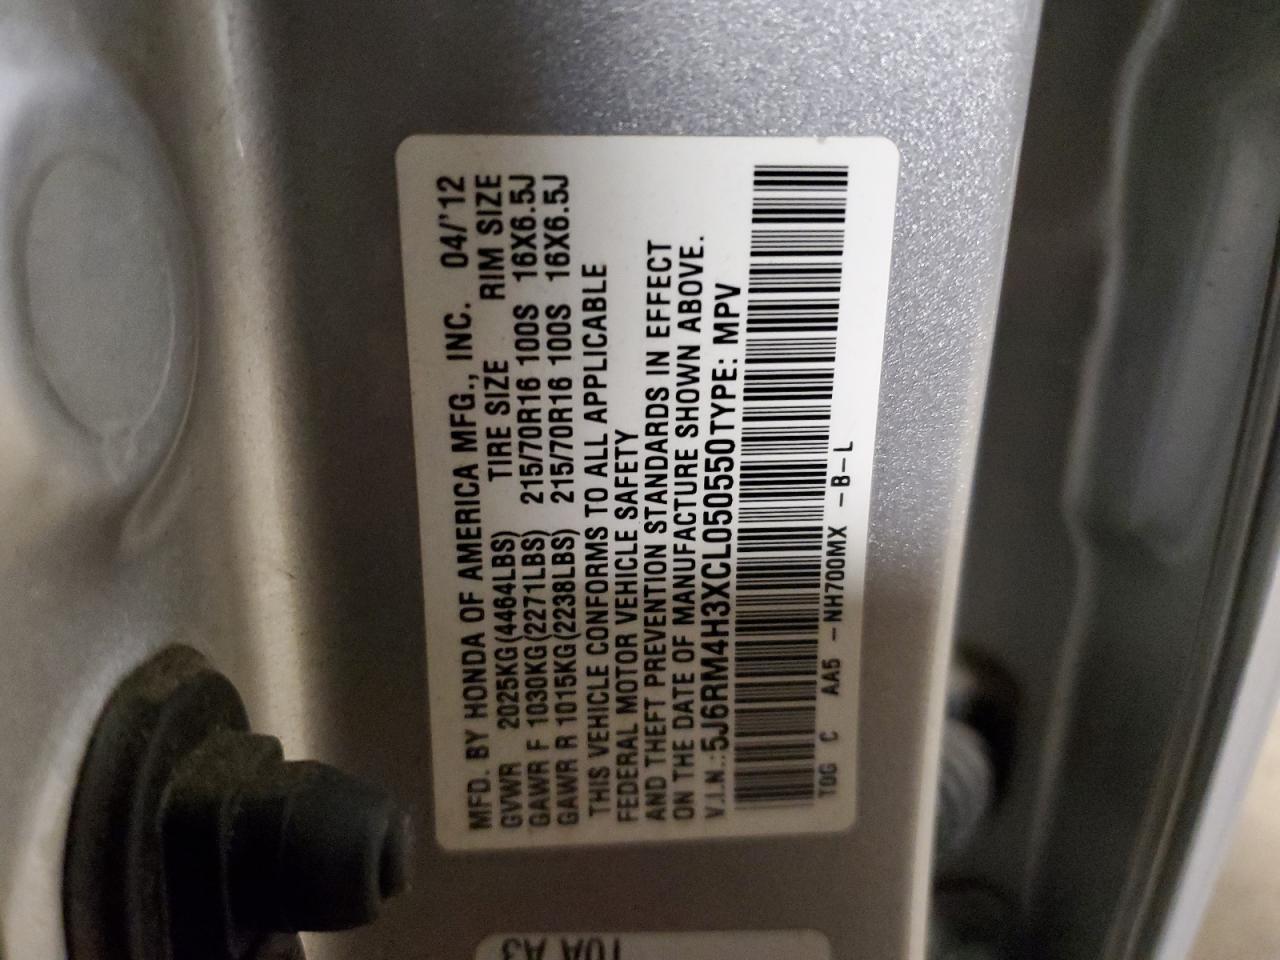 MFD. BY HONDA OF AMERICA MFG., INC. 04/'12
TIRE SIZE RIM SIZE
GVWR 2025KG(4464LBS)
GAWR F 1030KG(2271LBS) 215/70R16 100S 16X6.5J
GAWR R 1015KG(2238LBS) 215/70R16 100S 16X6.5J
THIS VEHICLE CONFORMS TO ALL APPLICABLE
FEDERAL MOTOR VEHICLE SAFETY
AND THEFT PREVENTION STANDARDS IN EFFECT
ON THE DATE OF MANUFACTURE SHOWN ABOVE.
V.I.N.:5J6RM4H3XCL050550TYPE: MPV
T0G C AA5 -NH700MX -B-L